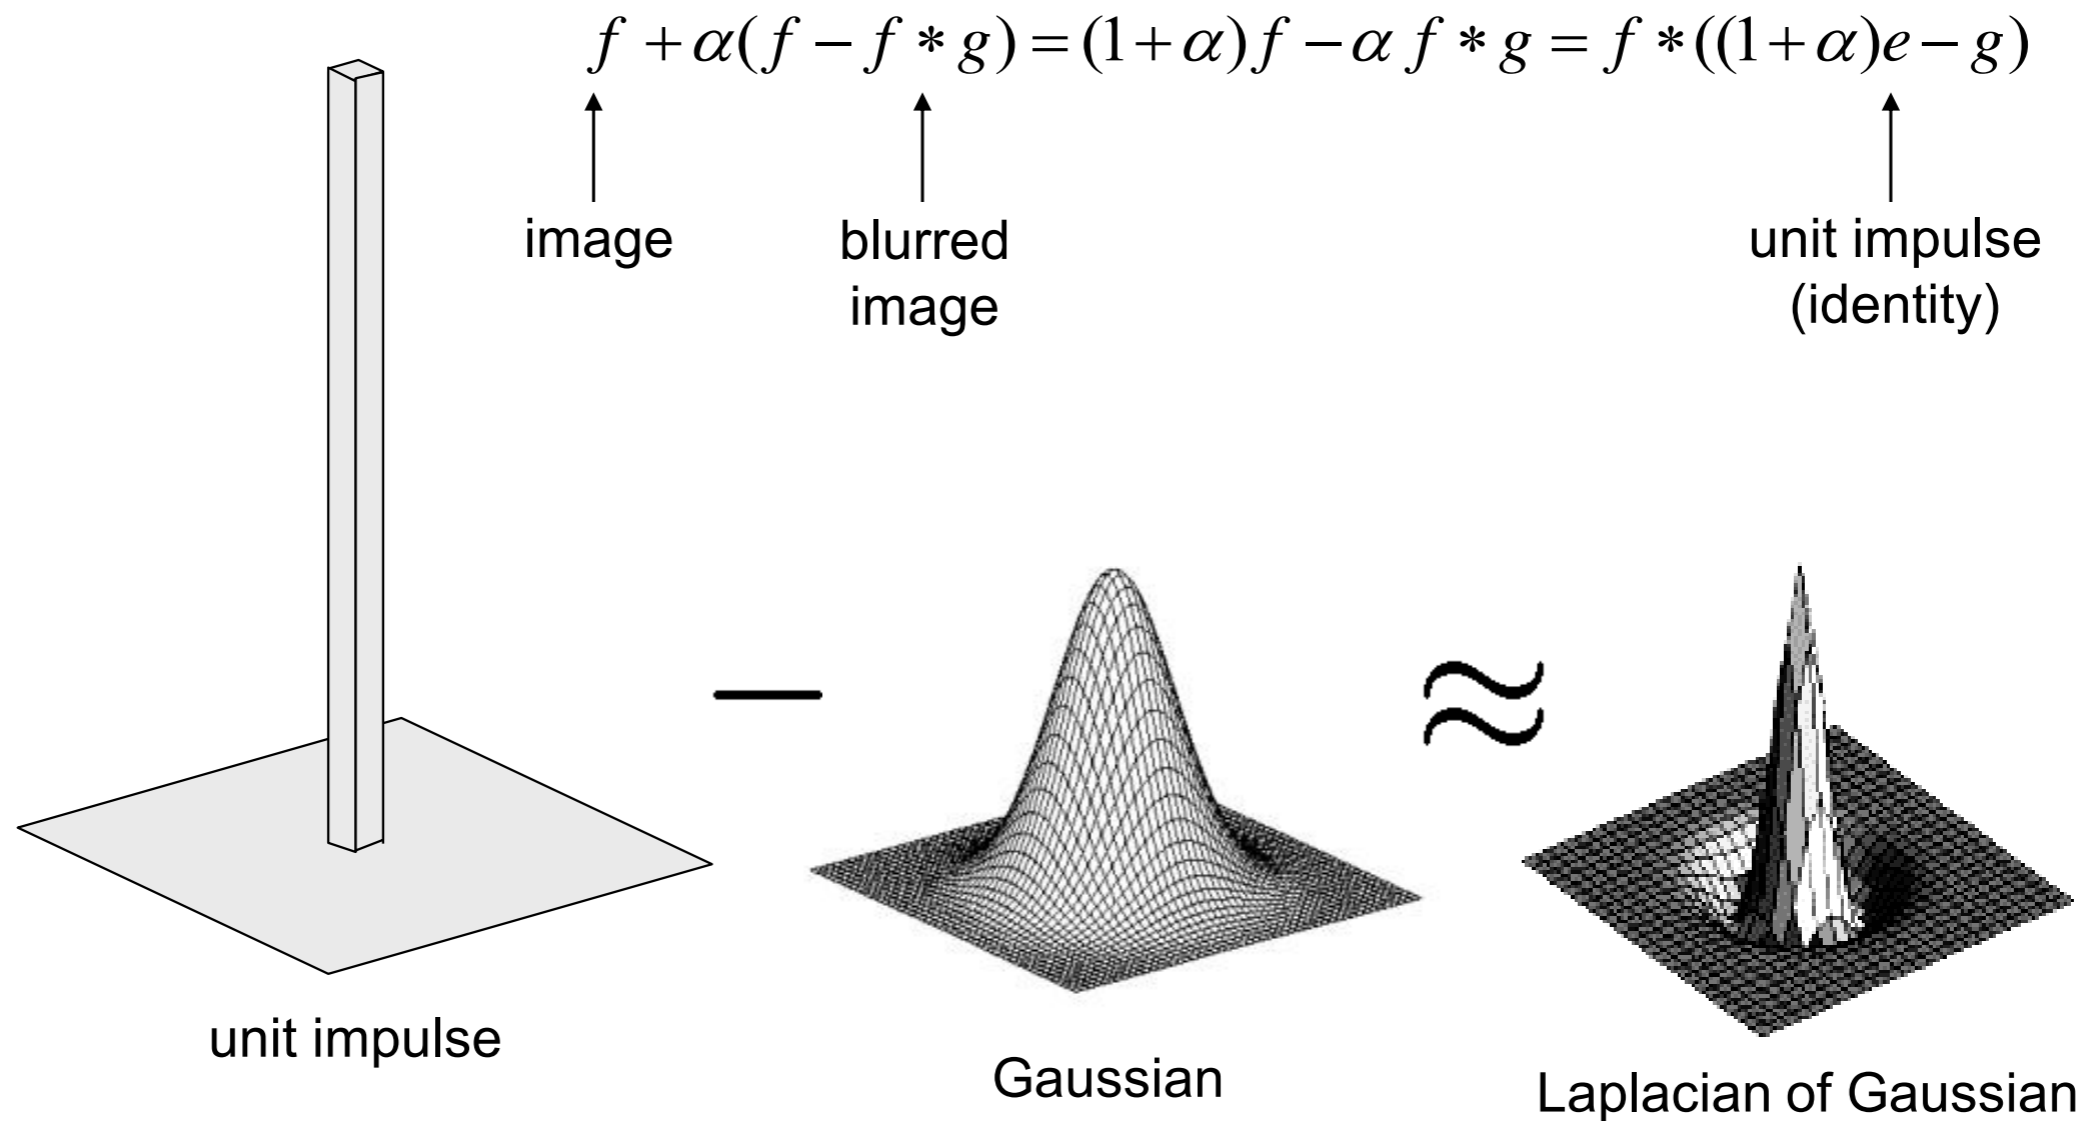 f + α(f − f ∗ g) = (1+α)f − α f ∗ g = f ∗((1+α)e − g)
image
blurred
image
unit impulse
(identity)
−
≈
unit impulse
Gaussian
Laplacian of Gaussian